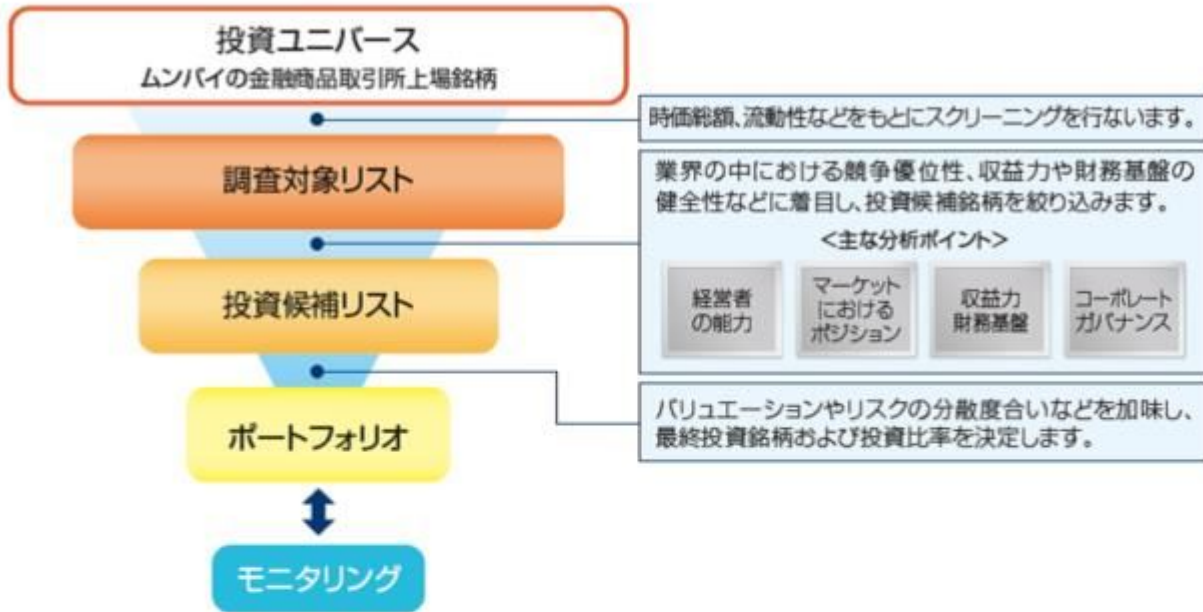 投資ユニバース
ムンバイの金融商品取引所上場銘柄
時価総額、流動性などをもとにスクリーニングを行ないます。
調査対象リスト
業界の中における競争優位性、収益力や財務基盤の
健全性などに着目し、投資候補銘柄を絞り込みます。
<主な分析ポイント>
経営者
の能力
マーケット
における
ポジション
収益力
財務基盤
コーポレート
ガバナンス
投資候補リスト
バリュエーションやリスクの分散度合いなどを加味し、
最終投資銘柄および投資比率を決定します。
ポートフォリオ
モニタリング